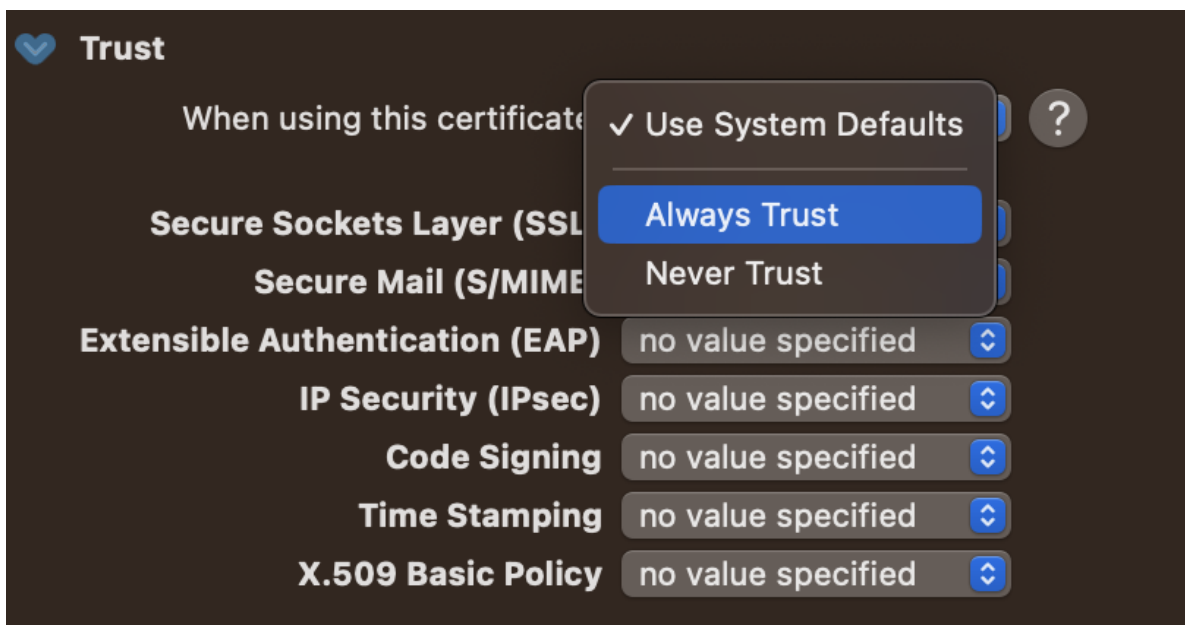 Trust
When using this certificate
✓ Use System Defaults
?
Always Trust
Never Trust
Secure Sockets Layer (SSL
Secure Mail (S/MIME
Extensible Authentication (EAP) no value specified
IP Security (IPsec) no value specified
Code Signing no value specified
Time Stamping no value specified
X.509 Basic Policy no value specified